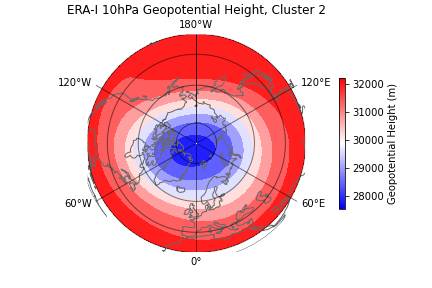 ERA-I 10hPa Geopotential Height, Cluster 2
180°W
120°W
120°E
60°W
60°E
0°
32000
31000
30000
29000
28000
Geopotential Height (m)